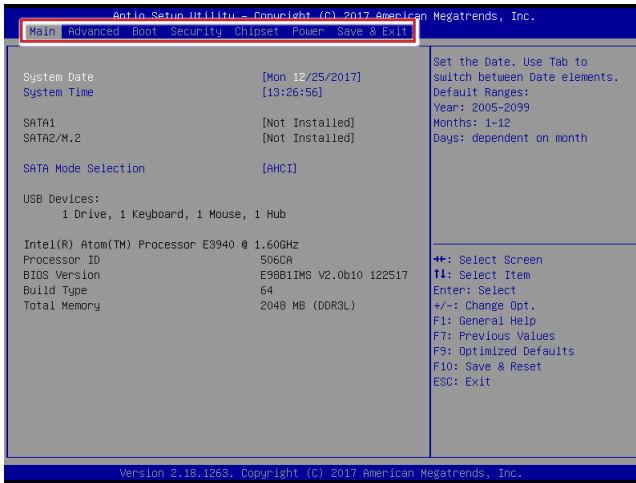 Aptio Setup Utility – Copyright (C) 2017 American Megatrends, Inc.
Main Advanced Boot Security Chipset Power Save & Exit
System Date [Mon 12/25/2017]
System Time [13:26:56]
SATA1 [Not Installed]
SATA2/M.2 [Not Installed]
SATA Mode Selection [AHCI]
USB Devices:
1 Drive, 1 Keyboard, 1 Mouse, 1 Hub
Intel(R) Atom(TM) Processor E3940 @ 1.60GHz
Processor ID 506CA
BIOS Version E98B1IMS V2.0b10 122517
Build Type 64
Total Memory 2048 MB (DDR3L)
Set the Date. Use Tab to
switch between Date elements.
Default Ranges:
Year: 2005-2099
Months: 1-12
Days: dependent on month
→←: Select Screen
↑↓: Select Item
Enter: Select
+/-: Change Opt.
F1: General Help
F7: Previous Values
F9: Optimized Defaults
F10: Save & Reset
ESC: Exit
Version 2.18.1263. Copyright (C) 2017 American Megatrends, Inc.